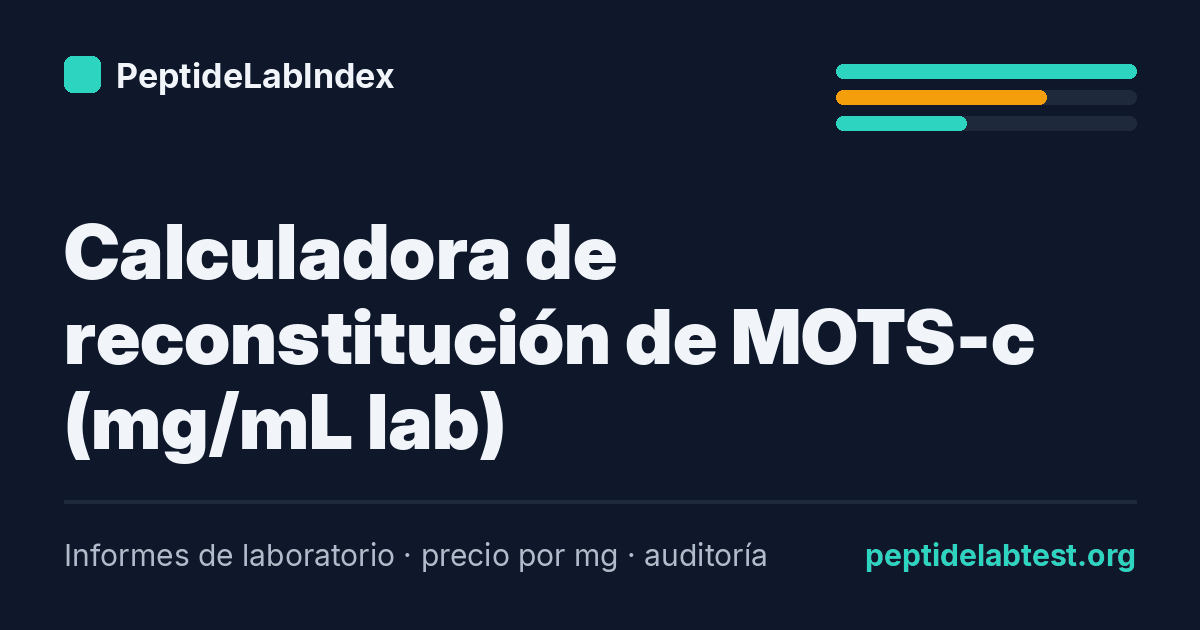 PeptideLabIndex
Calculadora de
reconstitución de MOTS-c
(mg/mL lab)
Informes de laboratorio · precio por mg · auditoría
peptidelabtest.org